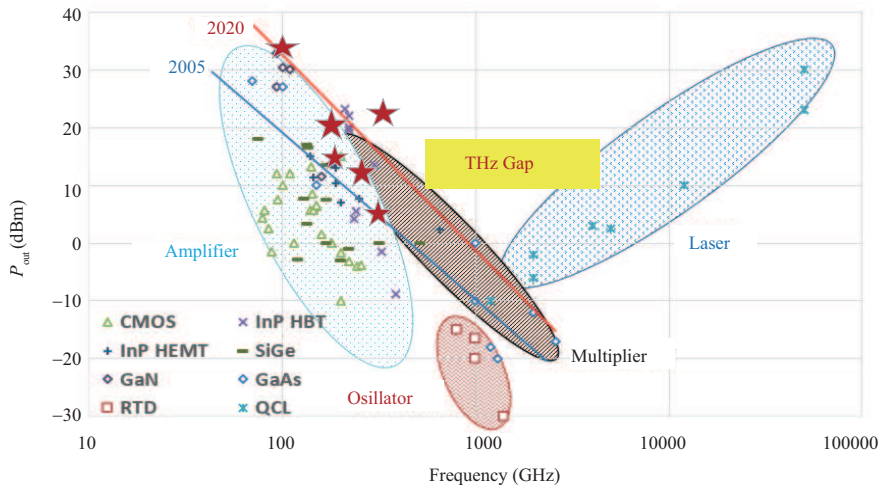 40
30
20
10
0
−10
−20
−30
P_out (dBm)
2020
2005
THz Gap
Amplifier
Laser
Multiplier
Osillator
CMOS
InP HBT
InP HEMT
SiGe
GaN
GaAs
RTD
QCL
10
100
1000
10000
100000
Frequency (GHz)